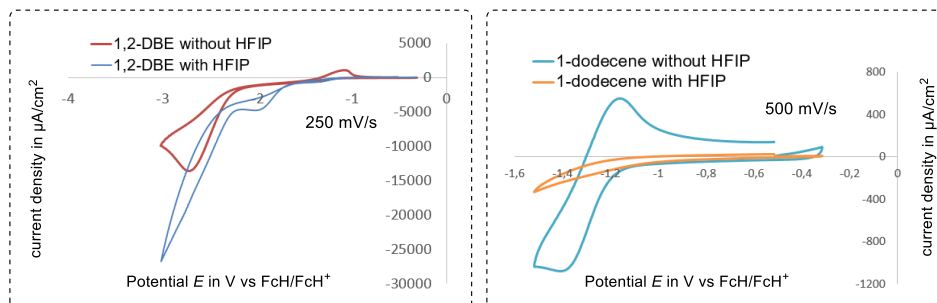 1,2-DBE without HFIP
1,2-DBE with HFIP
5000
0
-5000
-10000
-15000
-20000
-25000
-30000
-4
-3
-2
-1
0
250 mV/s
current density in µA/cm²
Potential E in V vs FcH/FcH⁺
1-dodecene without HFIP
1-dodecene with HFIP
800
400
0
-400
-800
-1200
-1,6
-1,4
-1,2
-1
-0,8
-0,6
-0,4
-0,2
0
500 mV/s
current density in µA/cm²
Potential E in V vs FcH/FcH⁺